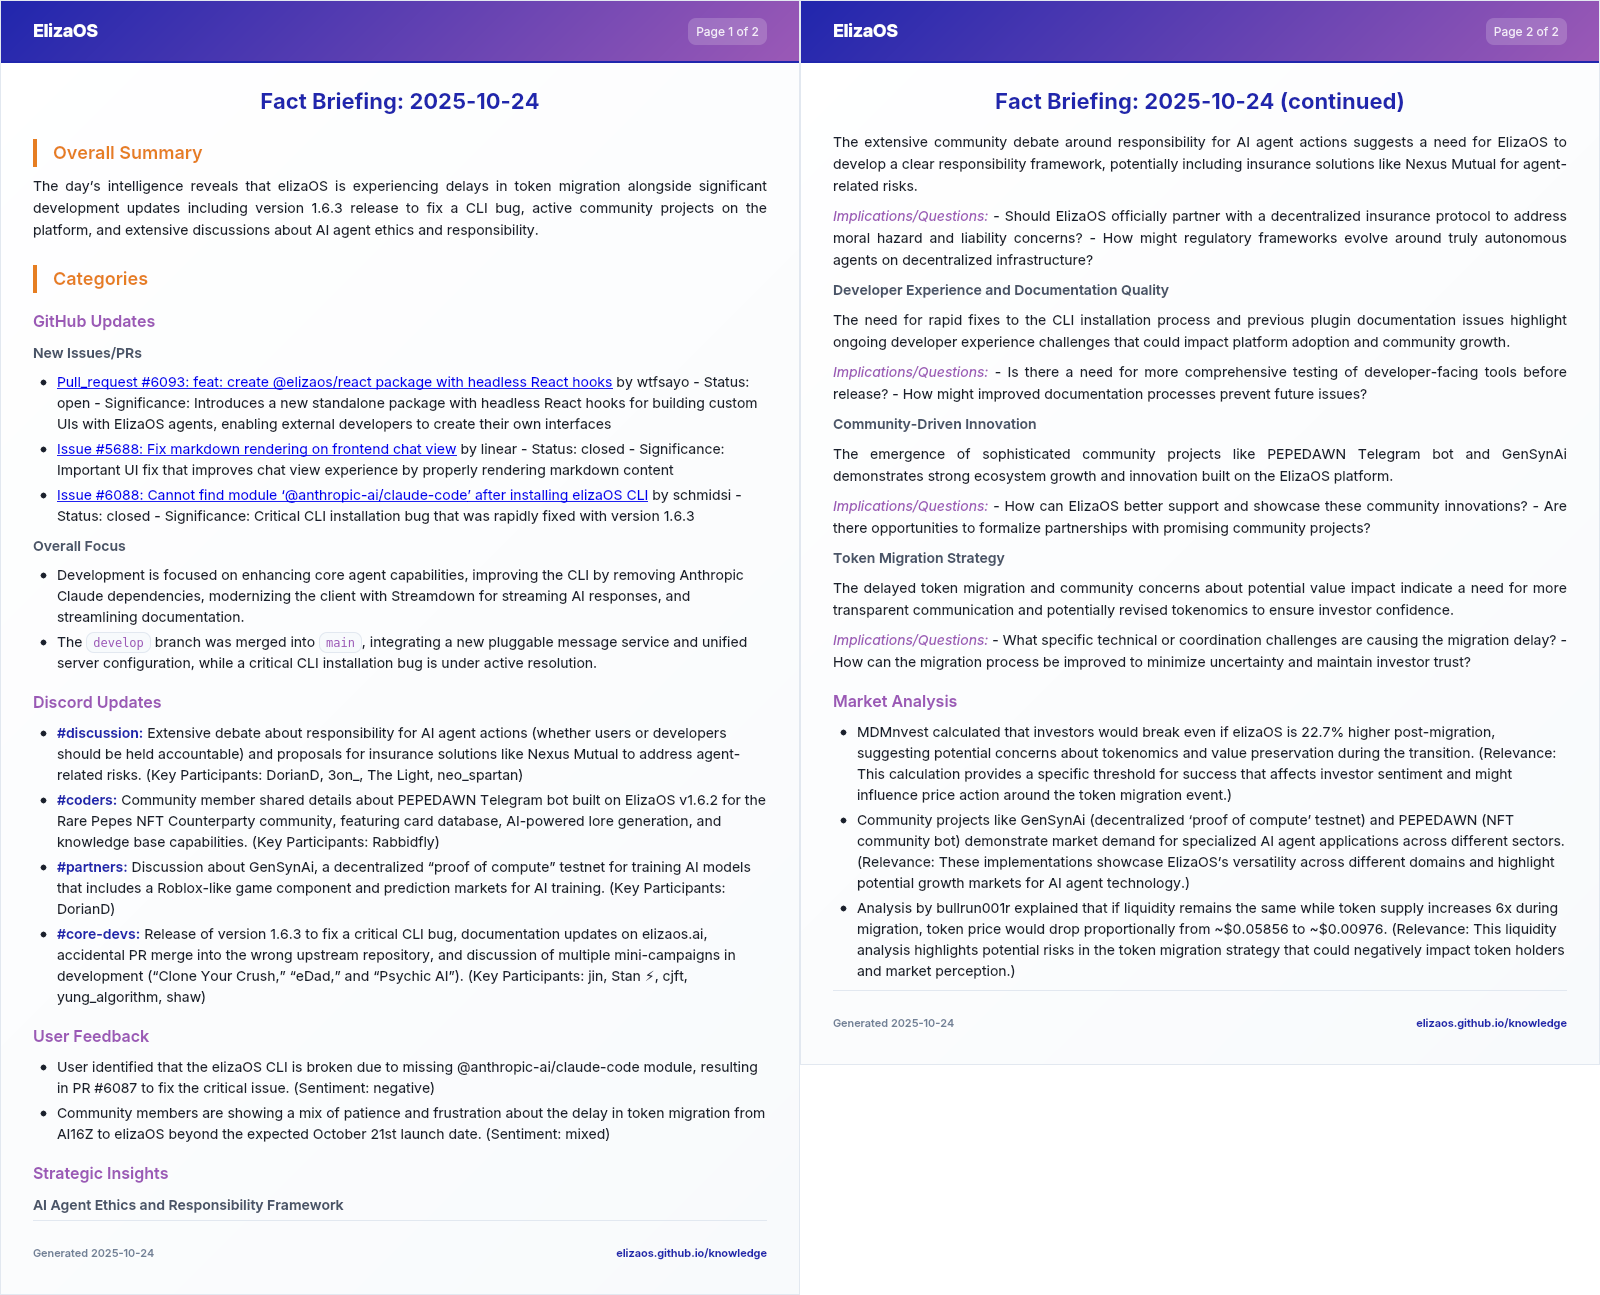 ElizaOS
Page 1 of 2
Fact Briefing: 2025-10-24
Overall Summary
The day's intelligence reveals that elizaOS is experiencing delays in token migration alongside significant
development updates including version 1.6.3 release to fix a CLI bug, active community projects on the
platform, and extensive discussions about AI agent ethics and responsibility.
Categories
GitHub Updates
New Issues/PRs
• Pull_request #6093: feat: create @elizaos/react package with headless React hooks by wtfsayo - Status:
open - Significance: Introduces a new standalone package with headless React hooks for building custom
UIs with ElizaOS agents, enabling external developers to create their own interfaces
• Issue #5688: Fix markdown rendering on frontend chat view by linear - Status: closed - Significance:
Important UI fix that improves chat view experience by properly rendering markdown content
• Issue #6088: Cannot find module ‘@anthropic-ai/claude-code’ after installing elizaOS CLI by schmidsi -
Status: closed - Significance: Critical CLI installation bug that was rapidly fixed with version 1.6.3
Overall Focus
• Development is focused on enhancing core agent capabilities, improving the CLI by removing Anthropic
Claude dependencies, modernizing the client with Streamdown for streaming AI responses, and
streamlining documentation.
• The develop branch was merged into main, integrating a new pluggable message service and unified
server configuration, while a critical CLI installation bug is under active resolution.
Discord Updates
• #discussion: Extensive debate about responsibility for AI agent actions (whether users or developers
should be held accountable) and proposals for insurance solutions like Nexus Mutual to address agent-
related risks. (Key Participants: DorianD, 3on_, The Light, neo_spartan)
• #coders: Community member shared details about PEPEDAWN Telegram bot built on ElizaOS v1.6.2 for the
Rare Pepes NFT Counterparty community, featuring card database, AI-powered lore generation, and
knowledge base capabilities. (Key Participants: Rabbidfly)
• #partners: Discussion about GenSynAi, a decentralized “proof of compute” testnet for training AI models
that includes a Roblox-like game component and prediction markets for AI training. (Key Participants:
DorianD)
• #core-devs: Release of version 1.6.3 to fix a critical CLI bug, documentation updates on elizaos.ai,
accidental PR merge into the wrong upstream repository, and discussion of multiple mini-campaigns in
development (“Clone Your Crush,” “eDad,” and “Psychic AI”). (Key Participants: jin, Stan ⚡, cjft,
yung_algorithm, shaw)
User Feedback
• User identified that the elizaOS CLI is broken due to missing @anthropic-ai/claude-code module, resulting
in PR #6087 to fix the critical issue. (Sentiment: negative)
• Community members are showing a mix of patience and frustration about the delay in token migration from
AI16Z to elizaOS beyond the expected October 21st launch date. (Sentiment: mixed)
Strategic Insights
AI Agent Ethics and Responsibility Framework
Generated 2025-10-24
elizaos.github.io/knowledge
ElizaOS
Page 2 of 2
Fact Briefing: 2025-10-24 (continued)
The extensive community debate around responsibility for AI agent actions suggests a need for ElizaOS to
develop a clear responsibility framework, potentially including insurance solutions like Nexus Mutual for agent-
related risks.
Implications/Questions: - Should ElizaOS officially partner with a decentralized insurance protocol to address
moral hazard and liability concerns? - How might regulatory frameworks evolve around truly autonomous
agents on decentralized infrastructure?
Developer Experience and Documentation Quality
The need for rapid fixes to the CLI installation process and previous plugin documentation issues highlight
ongoing developer experience challenges that could impact platform adoption and community growth.
Implications/Questions: - Is there a need for more comprehensive testing of developer-facing tools before
release? - How might improved documentation processes prevent future issues?
Community-Driven Innovation
The emergence of sophisticated community projects like PEPEDAWN Telegram bot and GenSynAi
demonstrates strong ecosystem growth and innovation built on the ElizaOS platform.
Implications/Questions: - How can ElizaOS better support and showcase these community innovations? - Are
there opportunities to formalize partnerships with promising community projects?
Token Migration Strategy
The delayed token migration and community concerns about potential value impact indicate a need for more
transparent communication and potentially revised tokenomics to ensure investor confidence.
Implications/Questions: - What specific technical or coordination challenges are causing the migration delay? -
How can the migration process be improved to minimize uncertainty and maintain investor trust?
Market Analysis
• MDMnvest calculated that investors would break even if elizaOS is 22.7% higher post-migration,
suggesting potential concerns about tokenomics and value preservation during the transition. (Relevance:
This calculation provides a specific threshold for success that affects investor sentiment and might
influence price action around the token migration event.)
• Community projects like GenSynAi (decentralized ‘proof of compute’ testnet) and PEPEDAWN (NFT
community bot) demonstrate market demand for specialized AI agent applications across different sectors.
(Relevance: These implementations showcase ElizaOS’s versatility across different domains and highlight
potential growth markets for AI agent technology.)
• Analysis by bullrun001r explained that if liquidity remains the same while token supply increases 6x during
migration, token price would drop proportionally from ~$0.05856 to ~$0.00976. (Relevance: This liquidity
analysis highlights potential risks in the token migration strategy that could negatively impact token holders
and market perception.)
Generated 2025-10-24
elizaos.github.io/knowledge